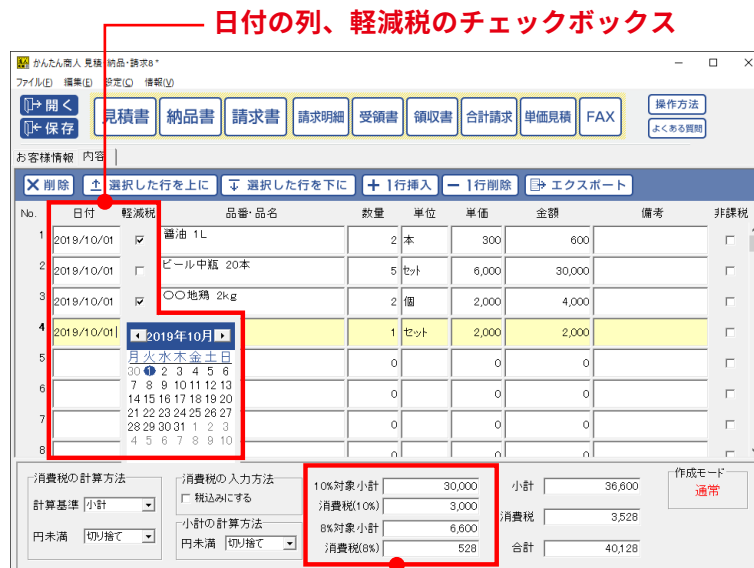 日付の列、軽減税のチェックボックス
かんたん商人 見積・納品・請求8 *
ファイル(F) 編集(E) 設定(C) 情報(V)
開く
保存
見積書 納品書 請求書 請求明細 受領書 領収書 合計請求 単価見積 FAX
操作方法
よくある質問
お客様情報 内容
削除 選択した行を上に 選択した行を下に 1行挿入 1行削除 エクスポート
No. 日付 軽減税 品番・品名 数量 単位 単価 金額 備考 非課税
1 2019/10/01 醤油 1L 2 本 300 600
2 2019/10/01 ビール中瓶 20本 5 セット 6,000 30,000
3 2019/10/01 〇〇地鶏 2kg 2 個 2,000 4,000
4 2019/10/01 1 セット 2,000 2,000
2019年10月
月 火 水 木 金 土 日
30 1 2 3 4 5 6
7 8 9 10 11 12 13
14 15 16 17 18 19 20
21 22 23 24 25 26 27
28 29 30 31 1 2 3
4 5 6 7 8 9 10
5 0 0 0
6 0 0 0
7 0 0 0
8 0 0 0
消費税の計算方法
計算基準 小計
円未満 切り捨て
消費税の入力方法
税込みにする
小計の計算方法
円未満 切り捨て
10%対象小計 30,000
消費税(10%) 3,000
8%対象小計 6,600
消費税(8%) 528
小計 36,600
消費税 3,528
合計 40,128
作成モード
通常